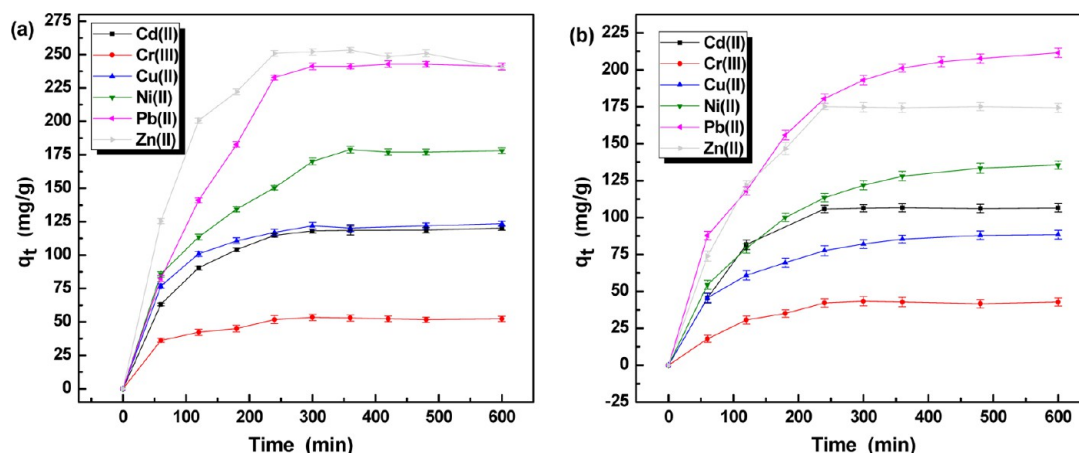 (a)
Cd(II)
Cr(III)
Cu(II)
Ni(II)
Pb(II)
Zn(II)
275
250
225
200
175
150
125
100
75
50
25
0
qt (mg/g)
0 100 200 300 400 500 600
Time (min)
(b)
Cd(II)
Cr(III)
Cu(II)
Ni(II)
Pb(II)
Zn(II)
225
200
175
150
125
100
75
50
25
0
-25
qt (mg/g)
0 100 200 300 400 500 600
Time (min)